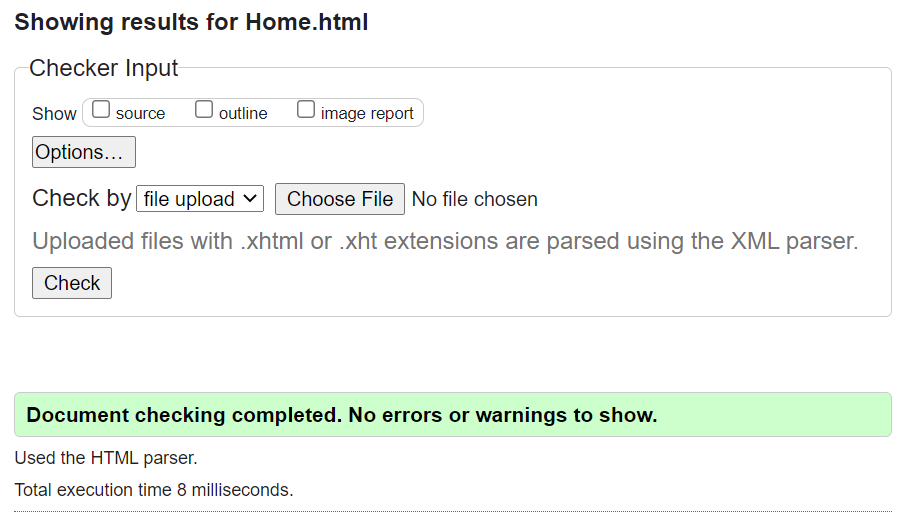 Showing results for Home.html
Checker Input
Show source outline image report
Options…
Check by file upload Choose File No file chosen
Uploaded files with .xhtml or .xht extensions are parsed using the XML parser.
Check
Document checking completed. No errors or warnings to show.
Used the HTML parser.
Total execution time 8 milliseconds.